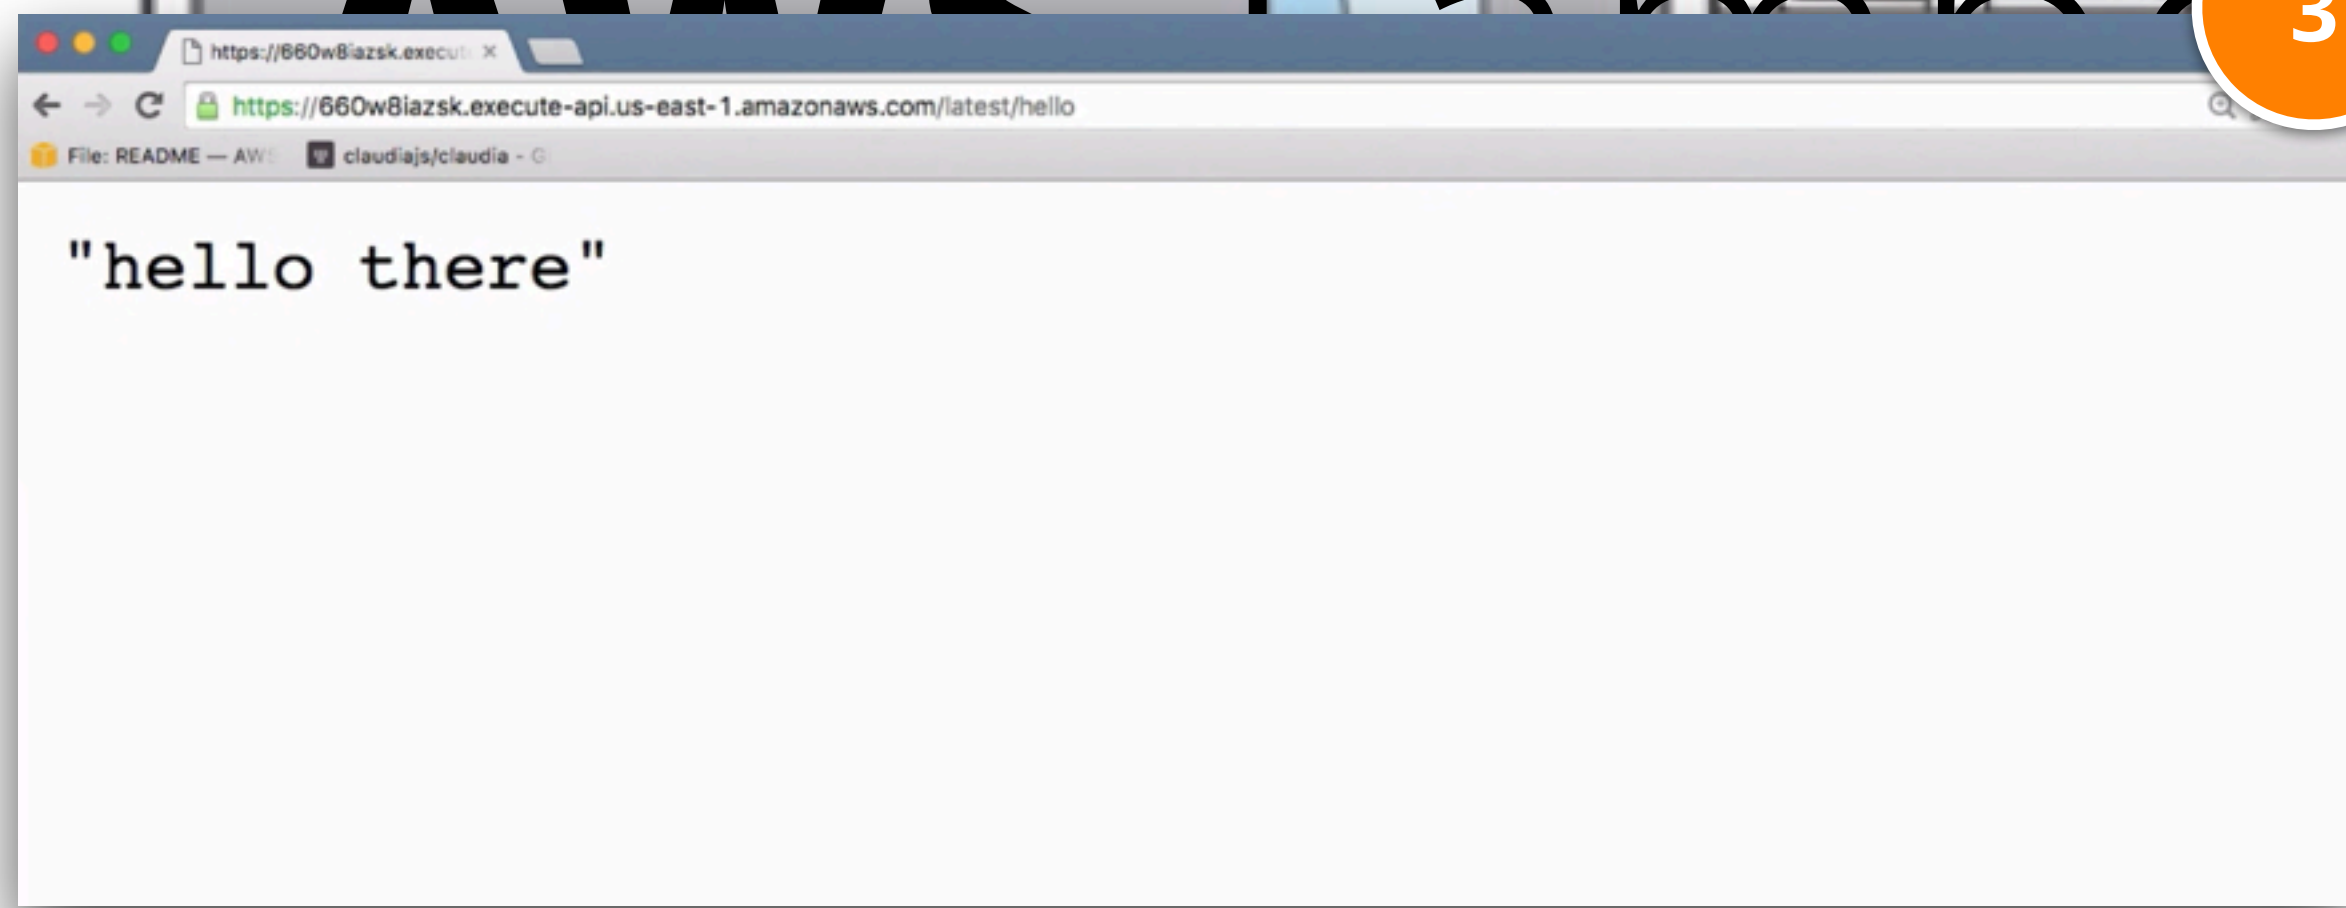 3
https://660w8iazsk.execut
https://660w8iazsk.execute-api.us-east-1.amazonaws.com/latest/hello
File: README — AWS claudiajs/claudia - G
"hello there"